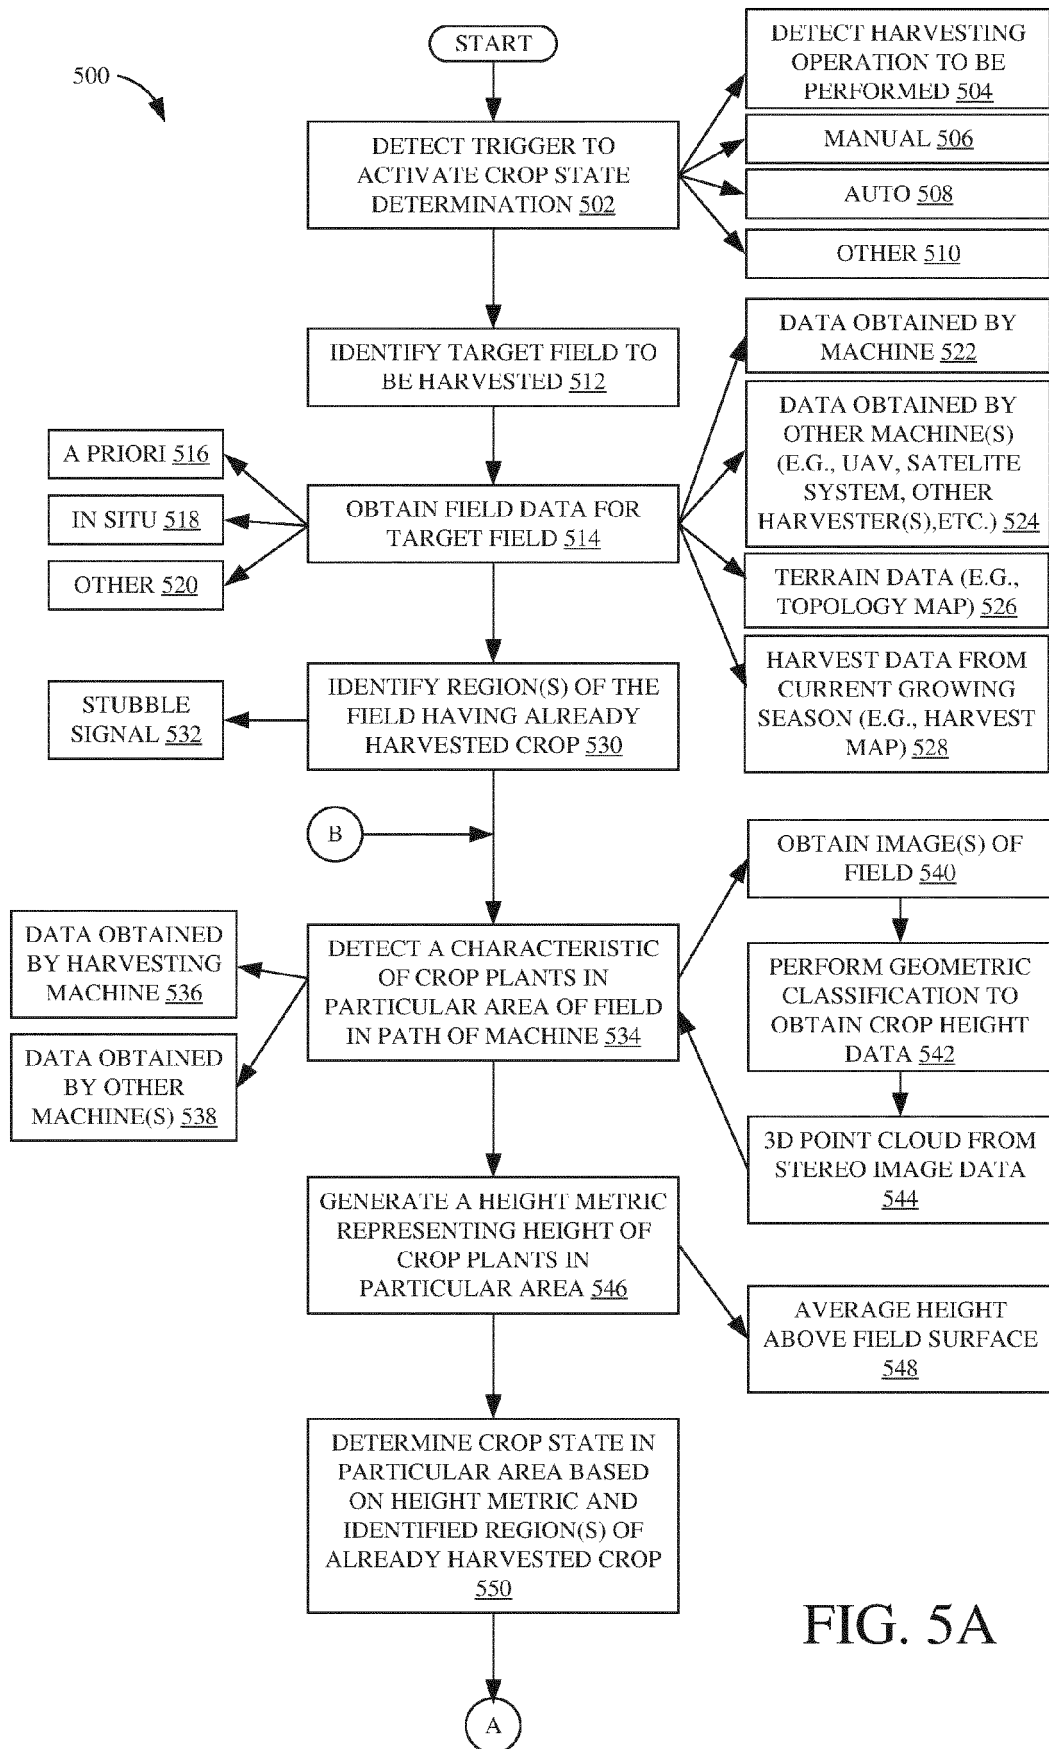 START
500
DETECT TRIGGER TO
ACTIVATE CROP STATE
DETERMINATION 502
DETECT HARVESTING
OPERATION TO BE
PERFORMED 504
MANUAL 506
AUTO 508
OTHER 510
IDENTIFY TARGET FIELD TO
BE HARVESTED 512
OBTAIN FIELD DATA FOR
TARGET FIELD 514
A PRIORI 516
IN SITU 518
OTHER 520
DATA OBTAINED BY
MACHINE 522
DATA OBTAINED BY
OTHER MACHINE(S)
(E.G., UAV, SATELITE
SYSTEM, OTHER
HARVESTER(S),ETC.) 524
TERRAIN DATA (E.G.,
TOPOLOGY MAP) 526
HARVEST DATA FROM
CURRENT GROWING
SEASON (E.G., HARVEST
MAP) 528
IDENTIFY REGION(S) OF THE
FIELD HAVING ALREADY
HARVESTED CROP 530
STUBBLE
SIGNAL 532
B
DETECT A CHARACTERISTIC
OF CROP PLANTS IN
PARTICULAR AREA OF FIELD
IN PATH OF MACHINE 534
DATA OBTAINED
BY HARVESTING
MACHINE 536
DATA OBTAINED
BY OTHER
MACHINE(S) 538
OBTAIN IMAGE(S) OF
FIELD 540
PERFORM GEOMETRIC
CLASSIFICATION TO
OBTAIN CROP HEIGHT
DATA 542
3D POINT CLOUD FROM
STEREO IMAGE DATA
544
GENERATE A HEIGHT METRIC
REPRESENTING HEIGHT OF
CROP PLANTS IN
PARTICULAR AREA 546
AVERAGE HEIGHT
ABOVE FIELD SURFACE
548
DETERMINE CROP STATE IN
PARTICULAR AREA BASED
ON HEIGHT METRIC AND
IDENTIFIED REGION(S) OF
ALREADY HARVESTED CROP
550
A
FIG. 5A